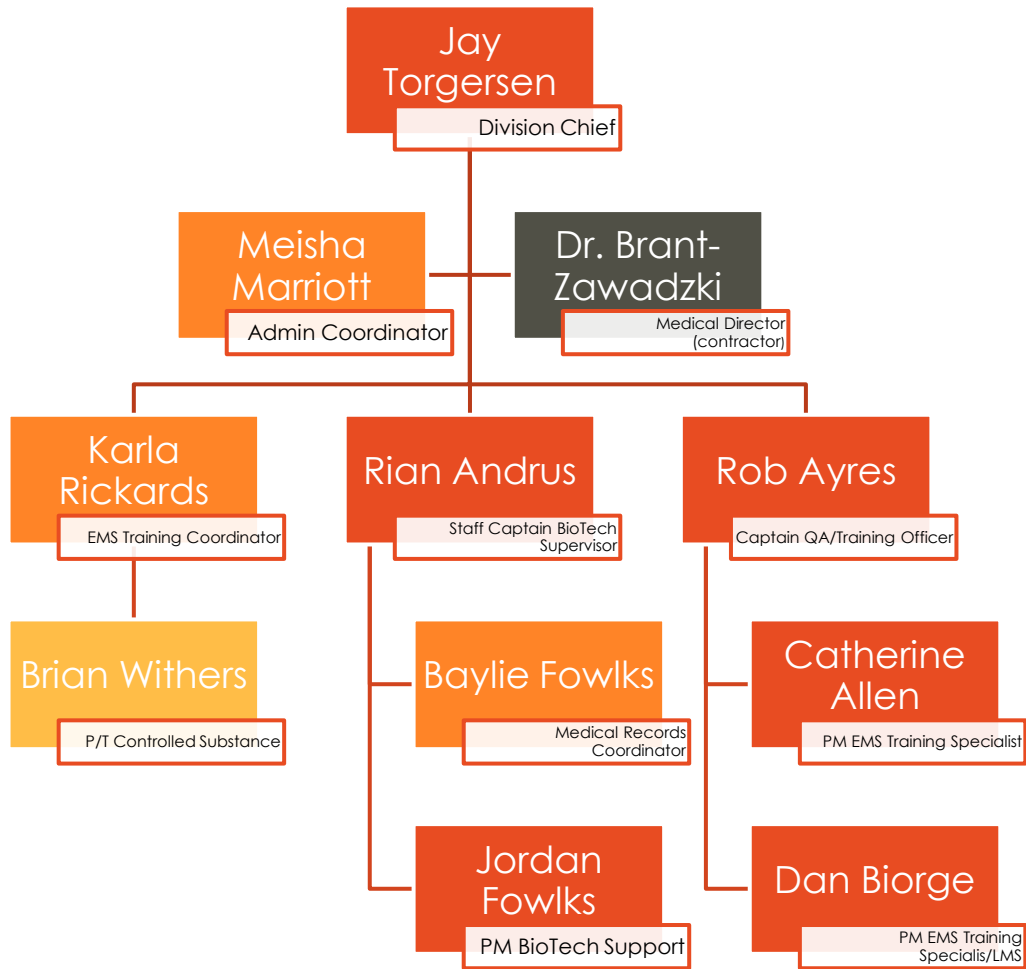 Jay
Torgersen
Division Chief
Meisha
Marriott
Admin Coordinator
Dr. Brant-
Zawadzki
Medical Director
(contractor)
Karla
Rickards
EMS Training Coordinator
Rian Andrus
Staff Captain BioTech
Supervisor
Rob Ayres
Captain QA/Training Officer
Brian Withers
P/T Controlled Substance
Baylie Fowlks
Medical Records
Coordinator
Catherine
Allen
PM EMS Training Specialist
Jordan
Fowlks
PM BioTech Support
Dan Biorge
PM EMS Training
Specialis/LMS